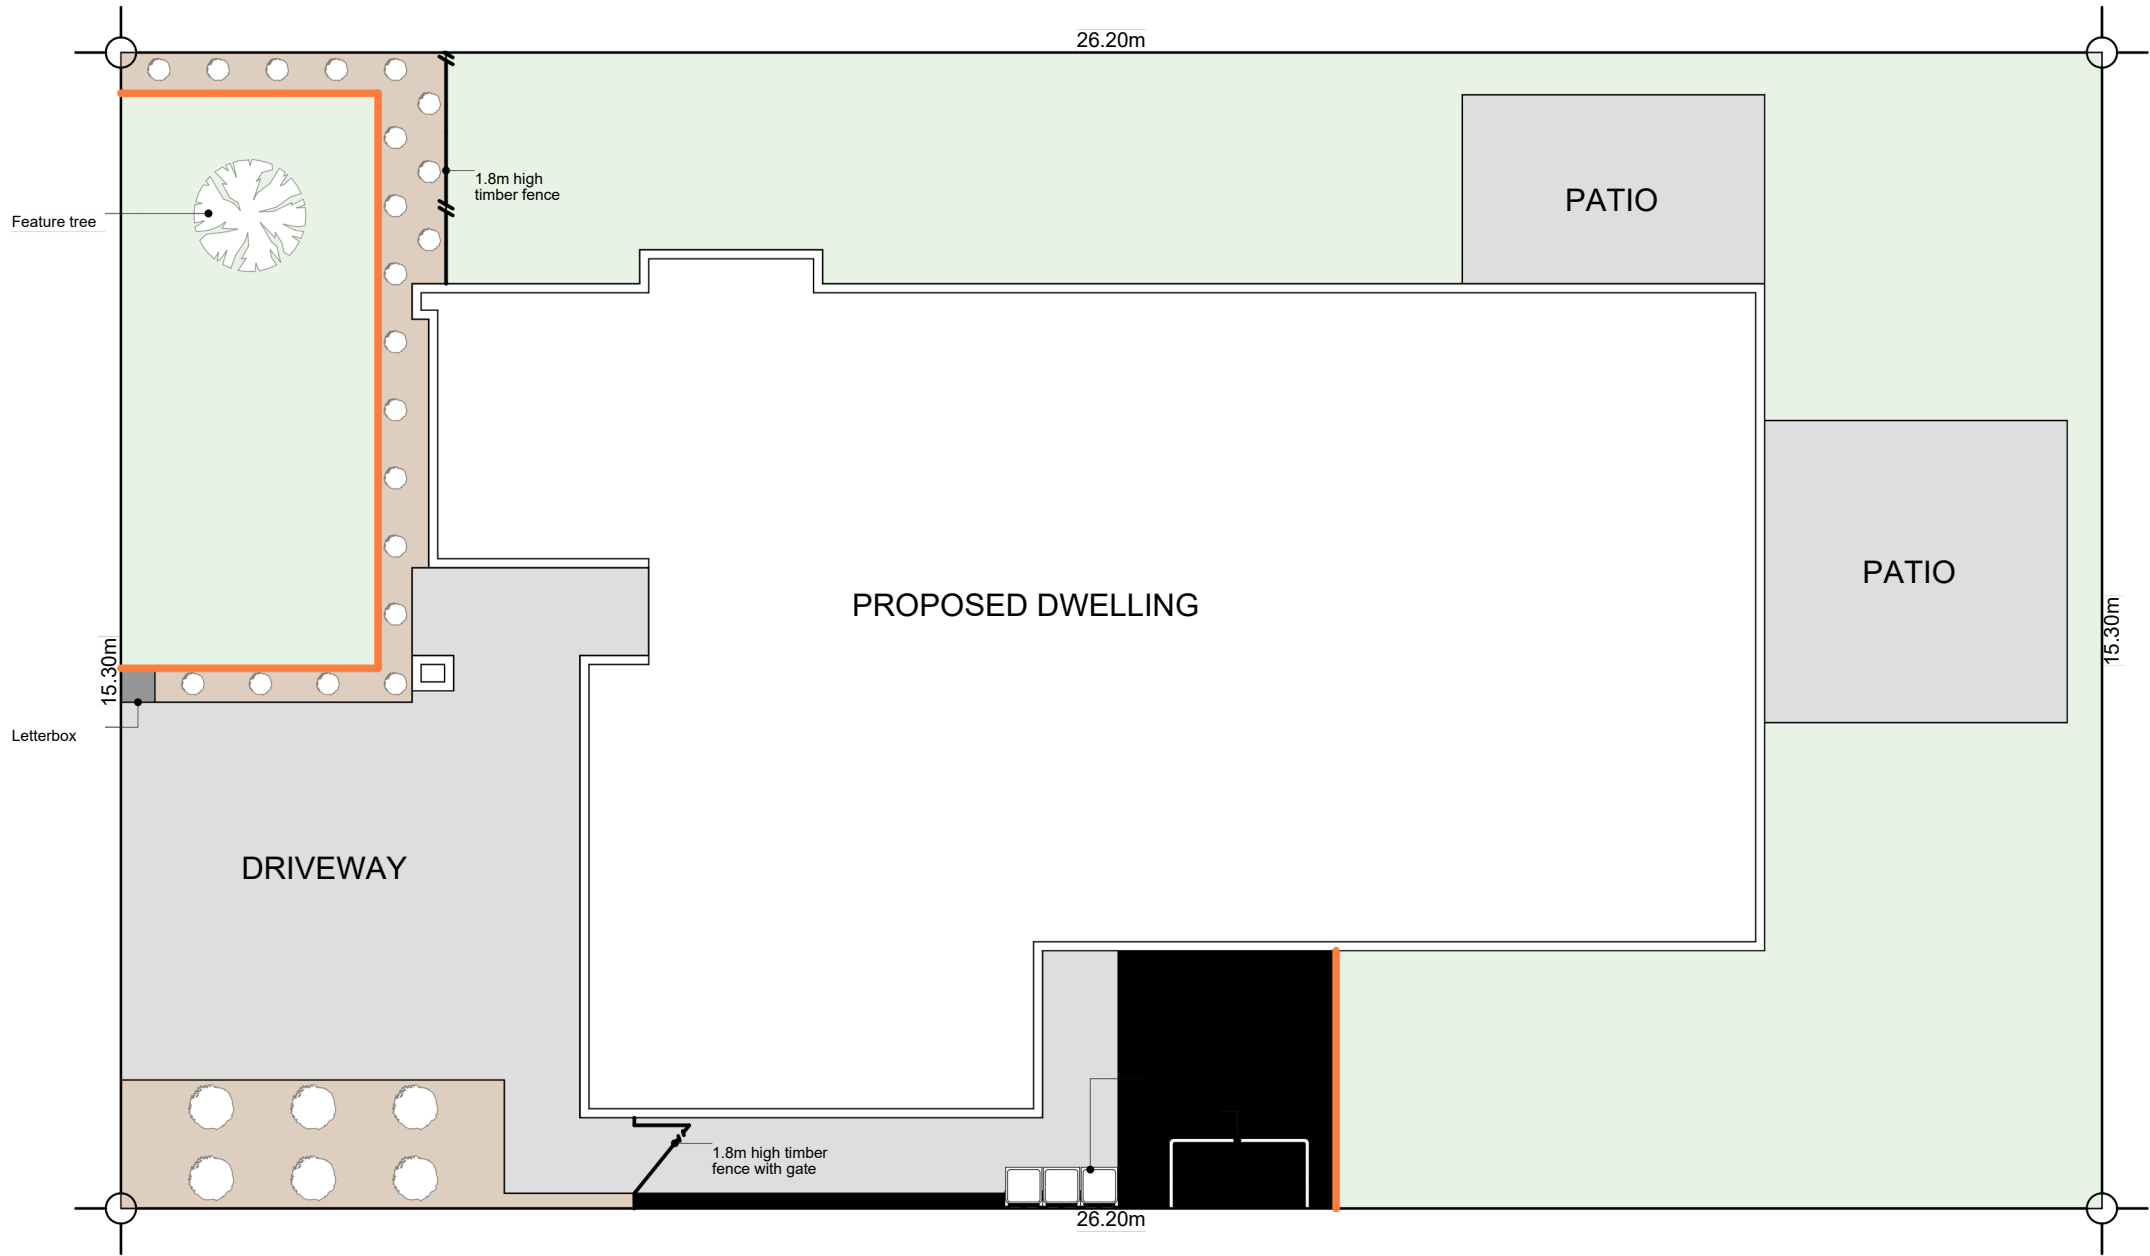 26.20m
1.8m high
timber fence
PATIO
Feature tree
PATIO
PROPOSED DWELLING
15.30m
15.30m
Letterbox
DRIVEWAY
1.8m high timber
fence with gate
26.20m